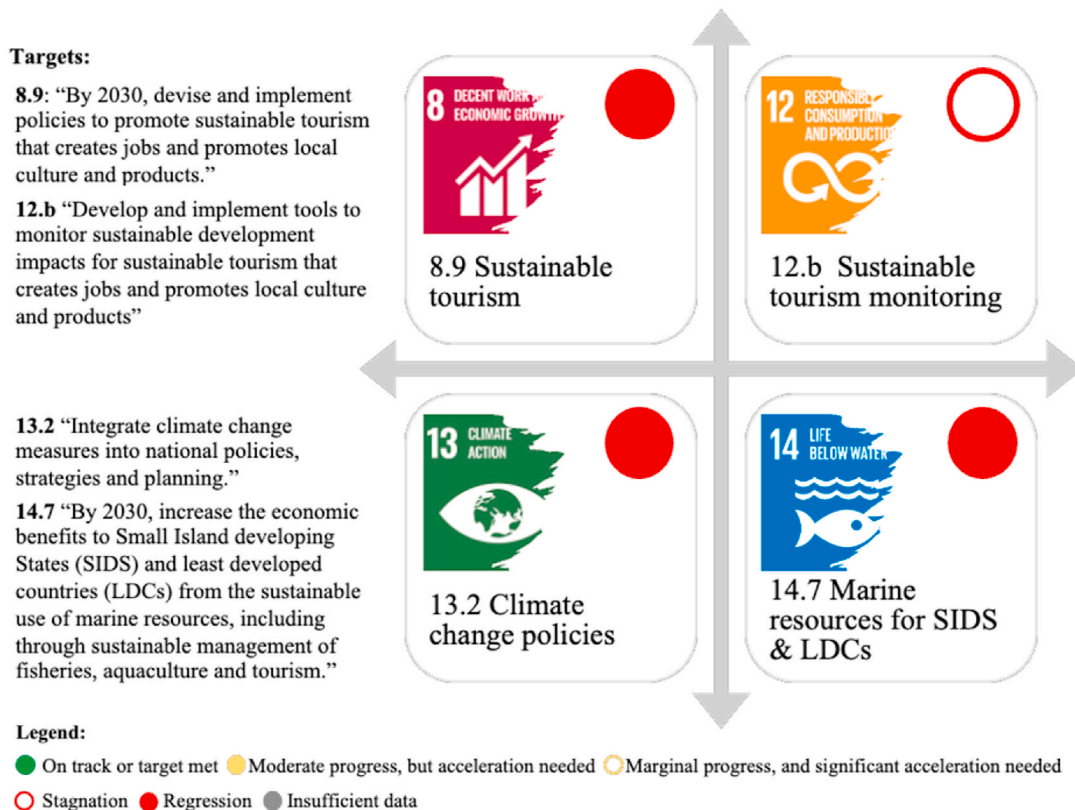 Targets:
8.9: “By 2030, devise and implement
policies to promote sustainable tourism
that creates jobs and promotes local
culture and products.”
12.b “Develop and implement tools to
monitor sustainable development
impacts for sustainable tourism that
creates jobs and promotes local culture
and products”
13.2 “Integrate climate change
measures into national policies,
strategies and planning.”
14.7 “By 2030, increase the economic
benefits to Small Island developing
States (SIDS) and least developed
countries (LDCs) from the sustainable
use of marine resources, including
through sustainable management of
fisheries, aquaculture and tourism.”
8 DECENT WORK A
ECONOMIC GROWTH
8.9 Sustainable
tourism
12 RESPONSIBLE
CONSUMPTION
AND PRODUCTION
12.b Sustainable
tourism monitoring
13 CLIMATE
ACTION
13.2 Climate
change policies
14 LIFE
BELOW WATER
14.7 Marine
resources for SIDS
& LDCs
Legend:
On track or target met Moderate progress, but acceleration needed Marginal progress, and significant acceleration needed
Stagnation Regression Insufficient data